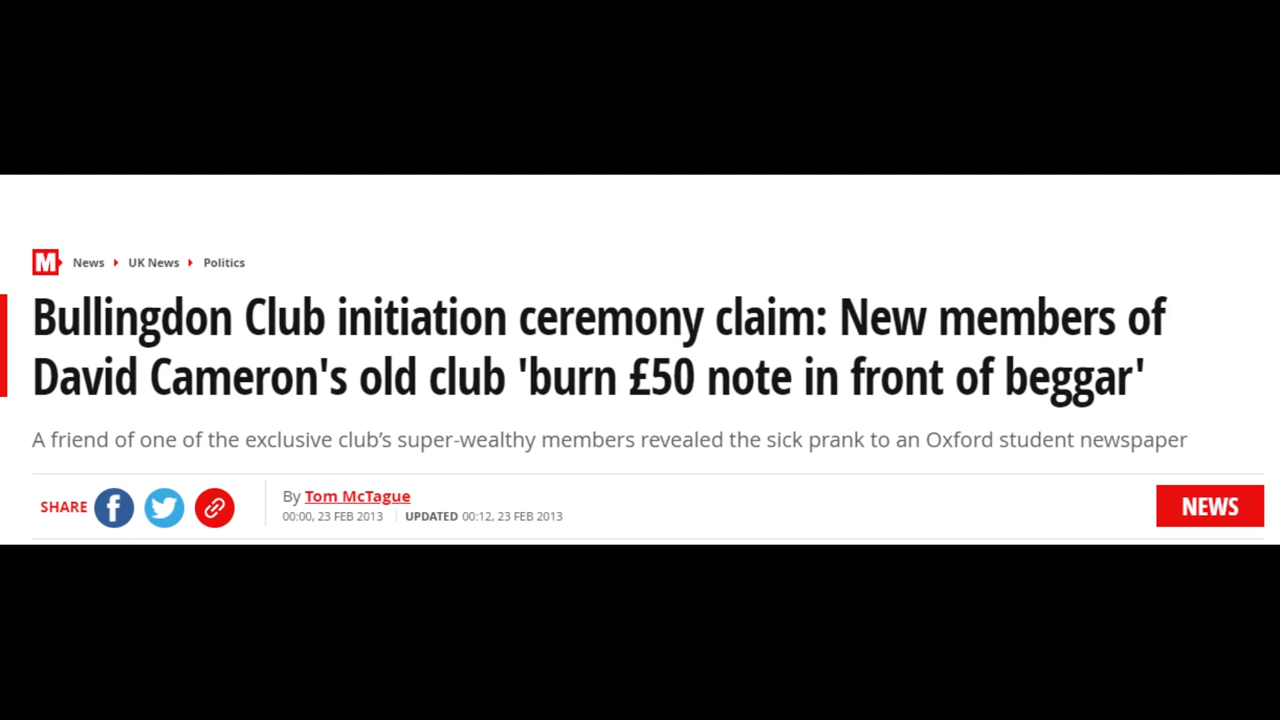 M News UK News Politics
Bullingdon Club initiation ceremony claim: New members of
David Cameron's old club 'burn £50 note in front of beggar'
A friend of one of the exclusive club’s super-wealthy members revealed the sick prank to an Oxford student newspaper
SHARE
By Tom McTague
00:00, 23 FEB 2013 UPDATED 00:12, 23 FEB 2013
NEWS